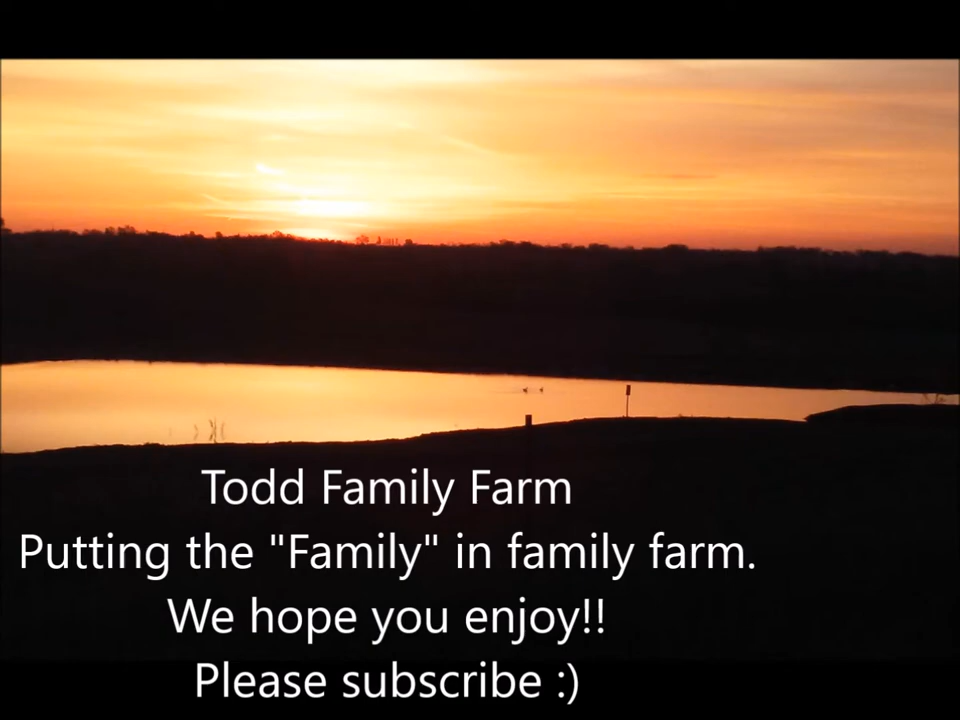 Todd Family Farm
Putting the "Family" in family farm.
We hope you enjoy!!
Please subscribe :)